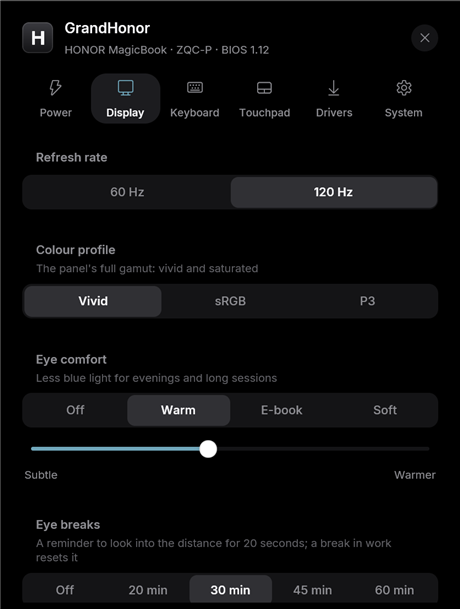 H
GrandHonor
HONOR MagicBook · ZQC-P · BIOS 1.12
Power
Display
Keyboard
Touchpad
Drivers
System
Refresh rate
60 Hz
120 Hz
Colour profile
The panel's full gamut: vivid and saturated
Vivid
sRGB
P3
Eye comfort
Less blue light for evenings and long sessions
Off
Warm
E-book
Soft
Subtle
Warmer
Eye breaks
A reminder to look into the distance for 20 seconds; a break in work
resets it
Off
20 min
30 min
45 min
60 min